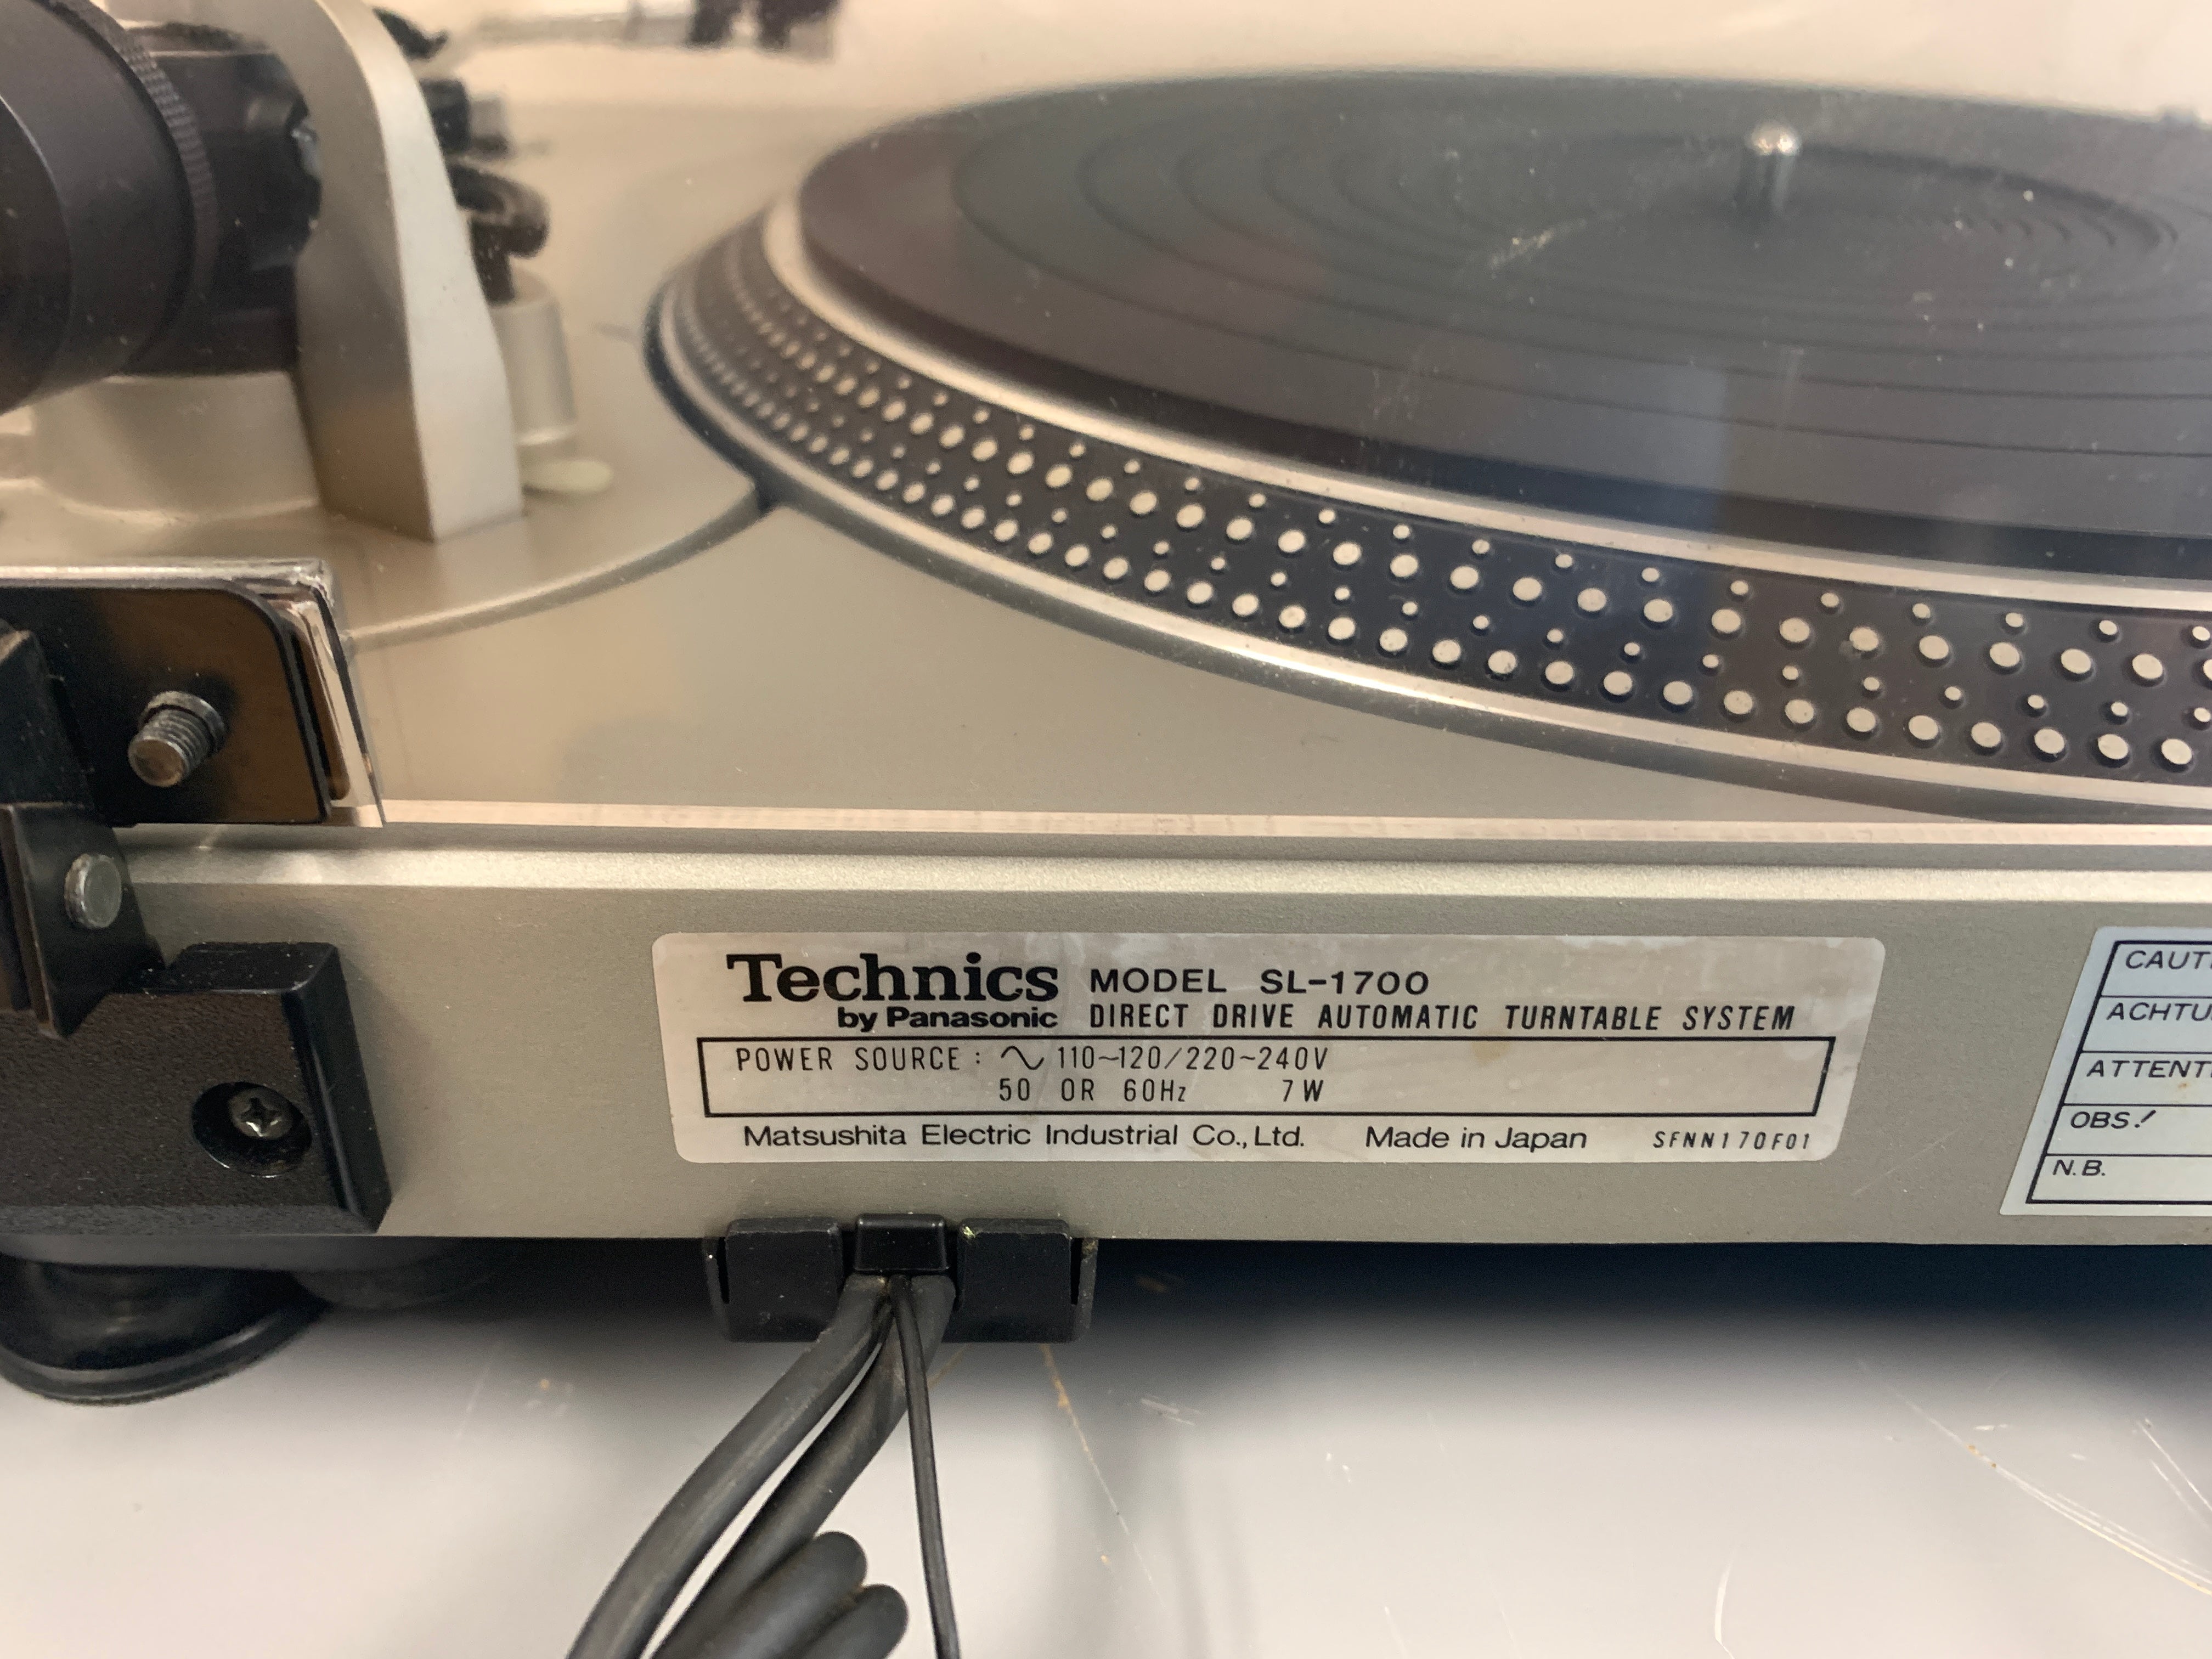 Technics MODEL SL-1700
by Panasonic DIRECT DRIVE AUTOMATIC TURNTABLE SYSTEM
POWER SOURCE: ∿ 110~120/220~240V
50 OR 60Hz 7W
Matsushita Electric Industrial Co., Ltd. Made in Japan SFNN170F01
OBS!
N.B.